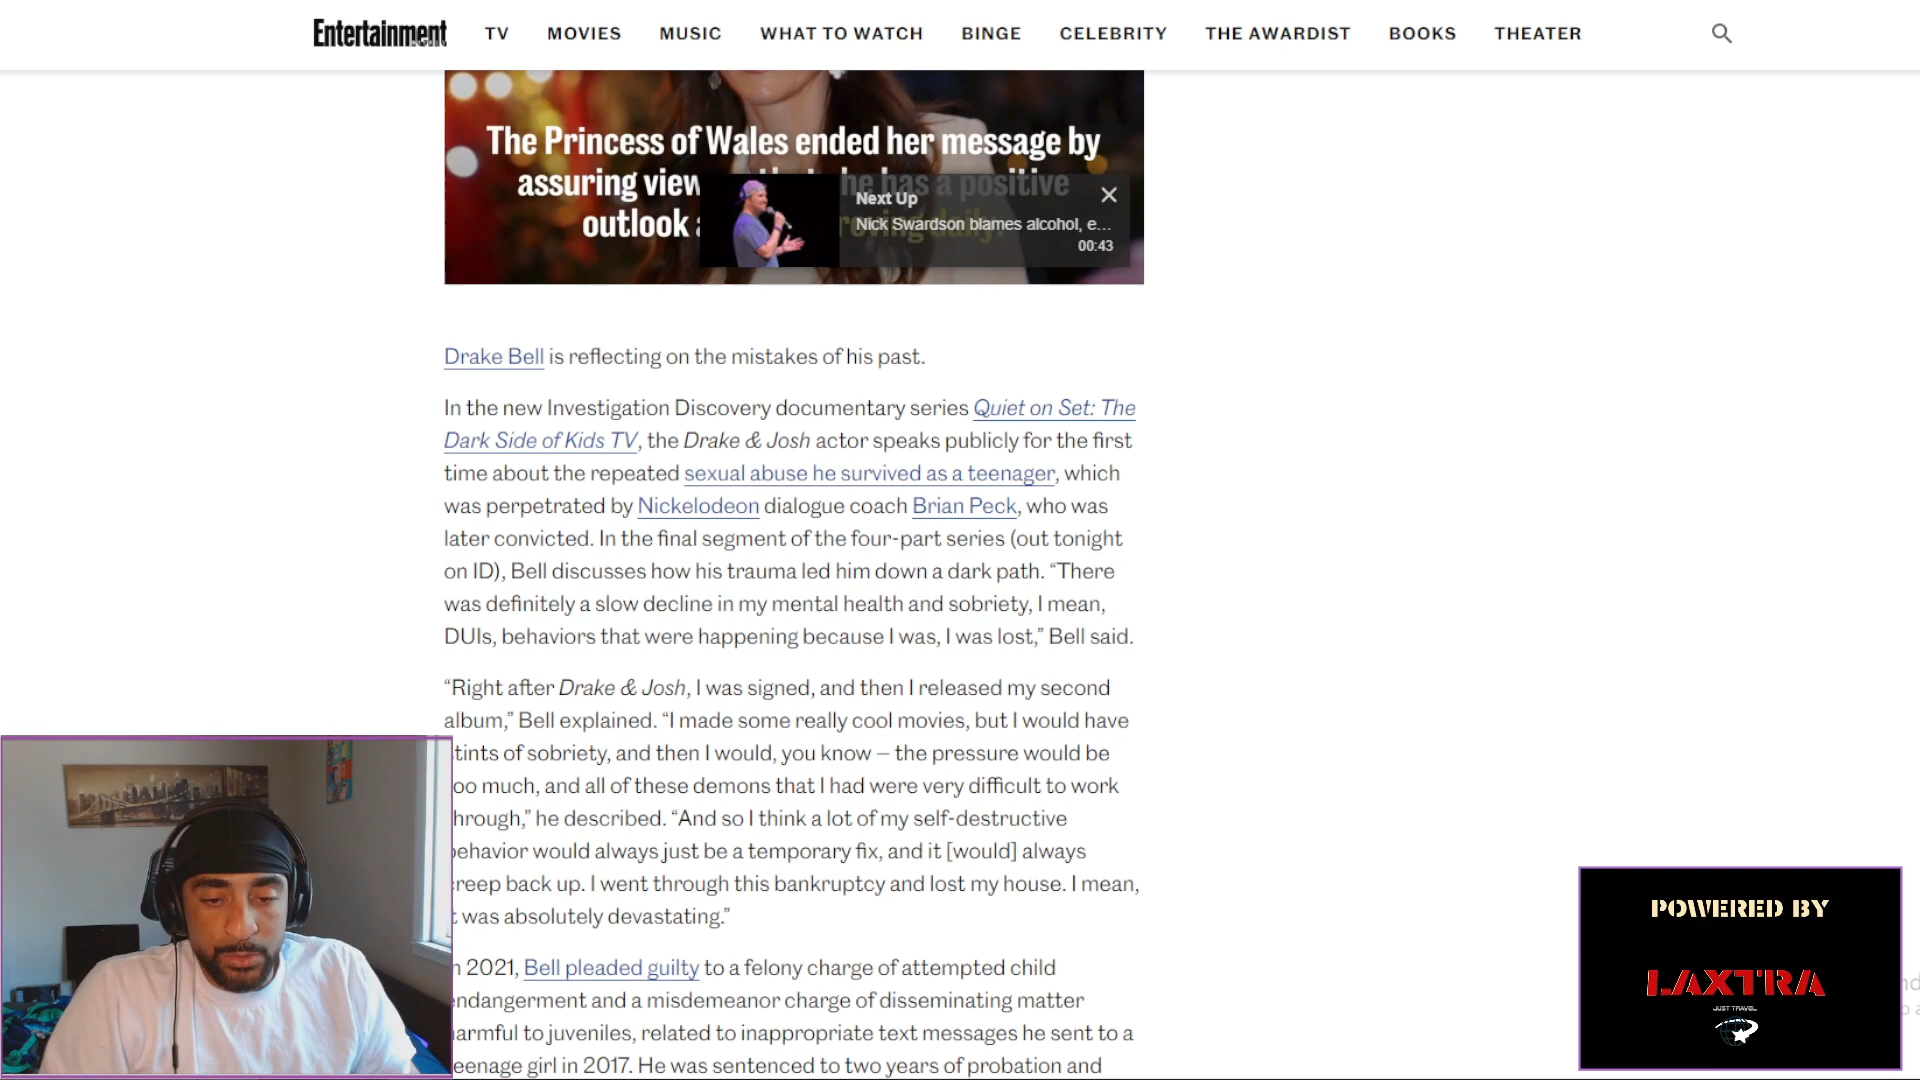 Entertainment
TV MOVIES MUSIC WHAT TO WATCH BINGE CELEBRITY THE AWARDIST BOOKS THEATER
The Princess of Wales ended her message by
assuring he has a positive
outlook
Next Up
Nick Swardson blames alcohol, e...
00:43
Drake Bell is reflecting on the mistakes of his past.
In the new Investigation Discovery documentary series Quiet on Set: The
Dark Side of Kids TV, the Drake & Josh actor speaks publicly for the first
time about the repeated sexual abuse he survived as a teenager, which
was perpetrated by Nickelodeon dialogue coach Brian Peck, who was
later convicted. In the final segment of the four-part series (out tonight
on ID), Bell discusses how his trauma led him down a dark path. “There
was definitely a slow decline in my mental health and sobriety, I mean,
DUIs, behaviors that were happening because I was, I was lost,” Bell said.
“Right after Drake & Josh, I was signed, and then I released my second
album,” Bell explained. “I made some really cool movies, but I would have
tints of sobriety, and then I would, you know — the pressure would be
oo much, and all of these demons that I had were very difficult to work
hrough,” he described. “And so I think a lot of my self-destructive
behavior would always just be a temporary fix, and it [would] always
creep back up. I went through this bankruptcy and lost my house. I mean,
t was absolutely devastating.”
n 2021, Bell pleaded guilty to a felony charge of attempted child
endangerment and a misdemeanor charge of disseminating matter
harmful to juveniles, related to inappropriate text messages he sent to a
teenage girl in 2017. He was sentenced to two years of probation and
POWERED BY
LAXTRA
JUST TRAVEL